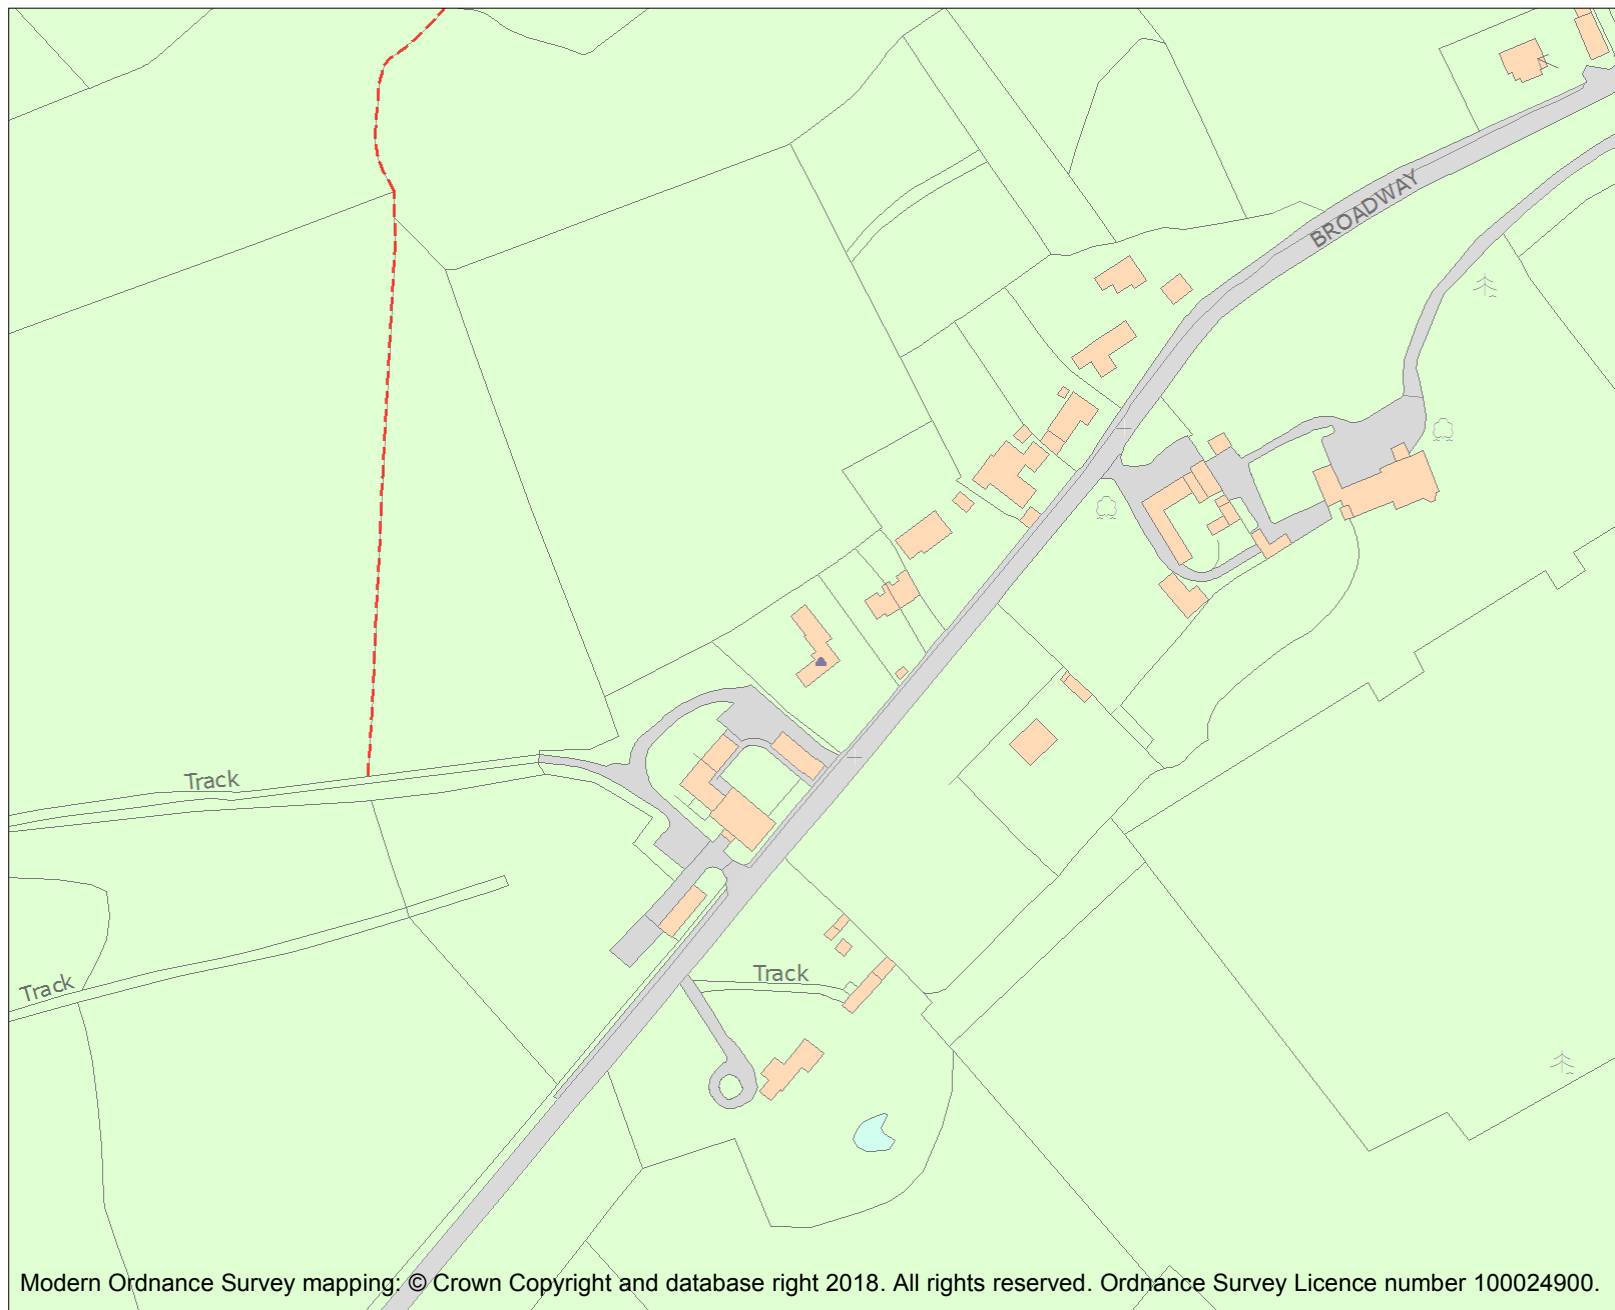 BROADWAY
Track
Track
Track
Modern Ordnance Survey mapping: © Crown Copyright and database right 2018. All rights reserved. Ordnance Survey Licence number 100024900.